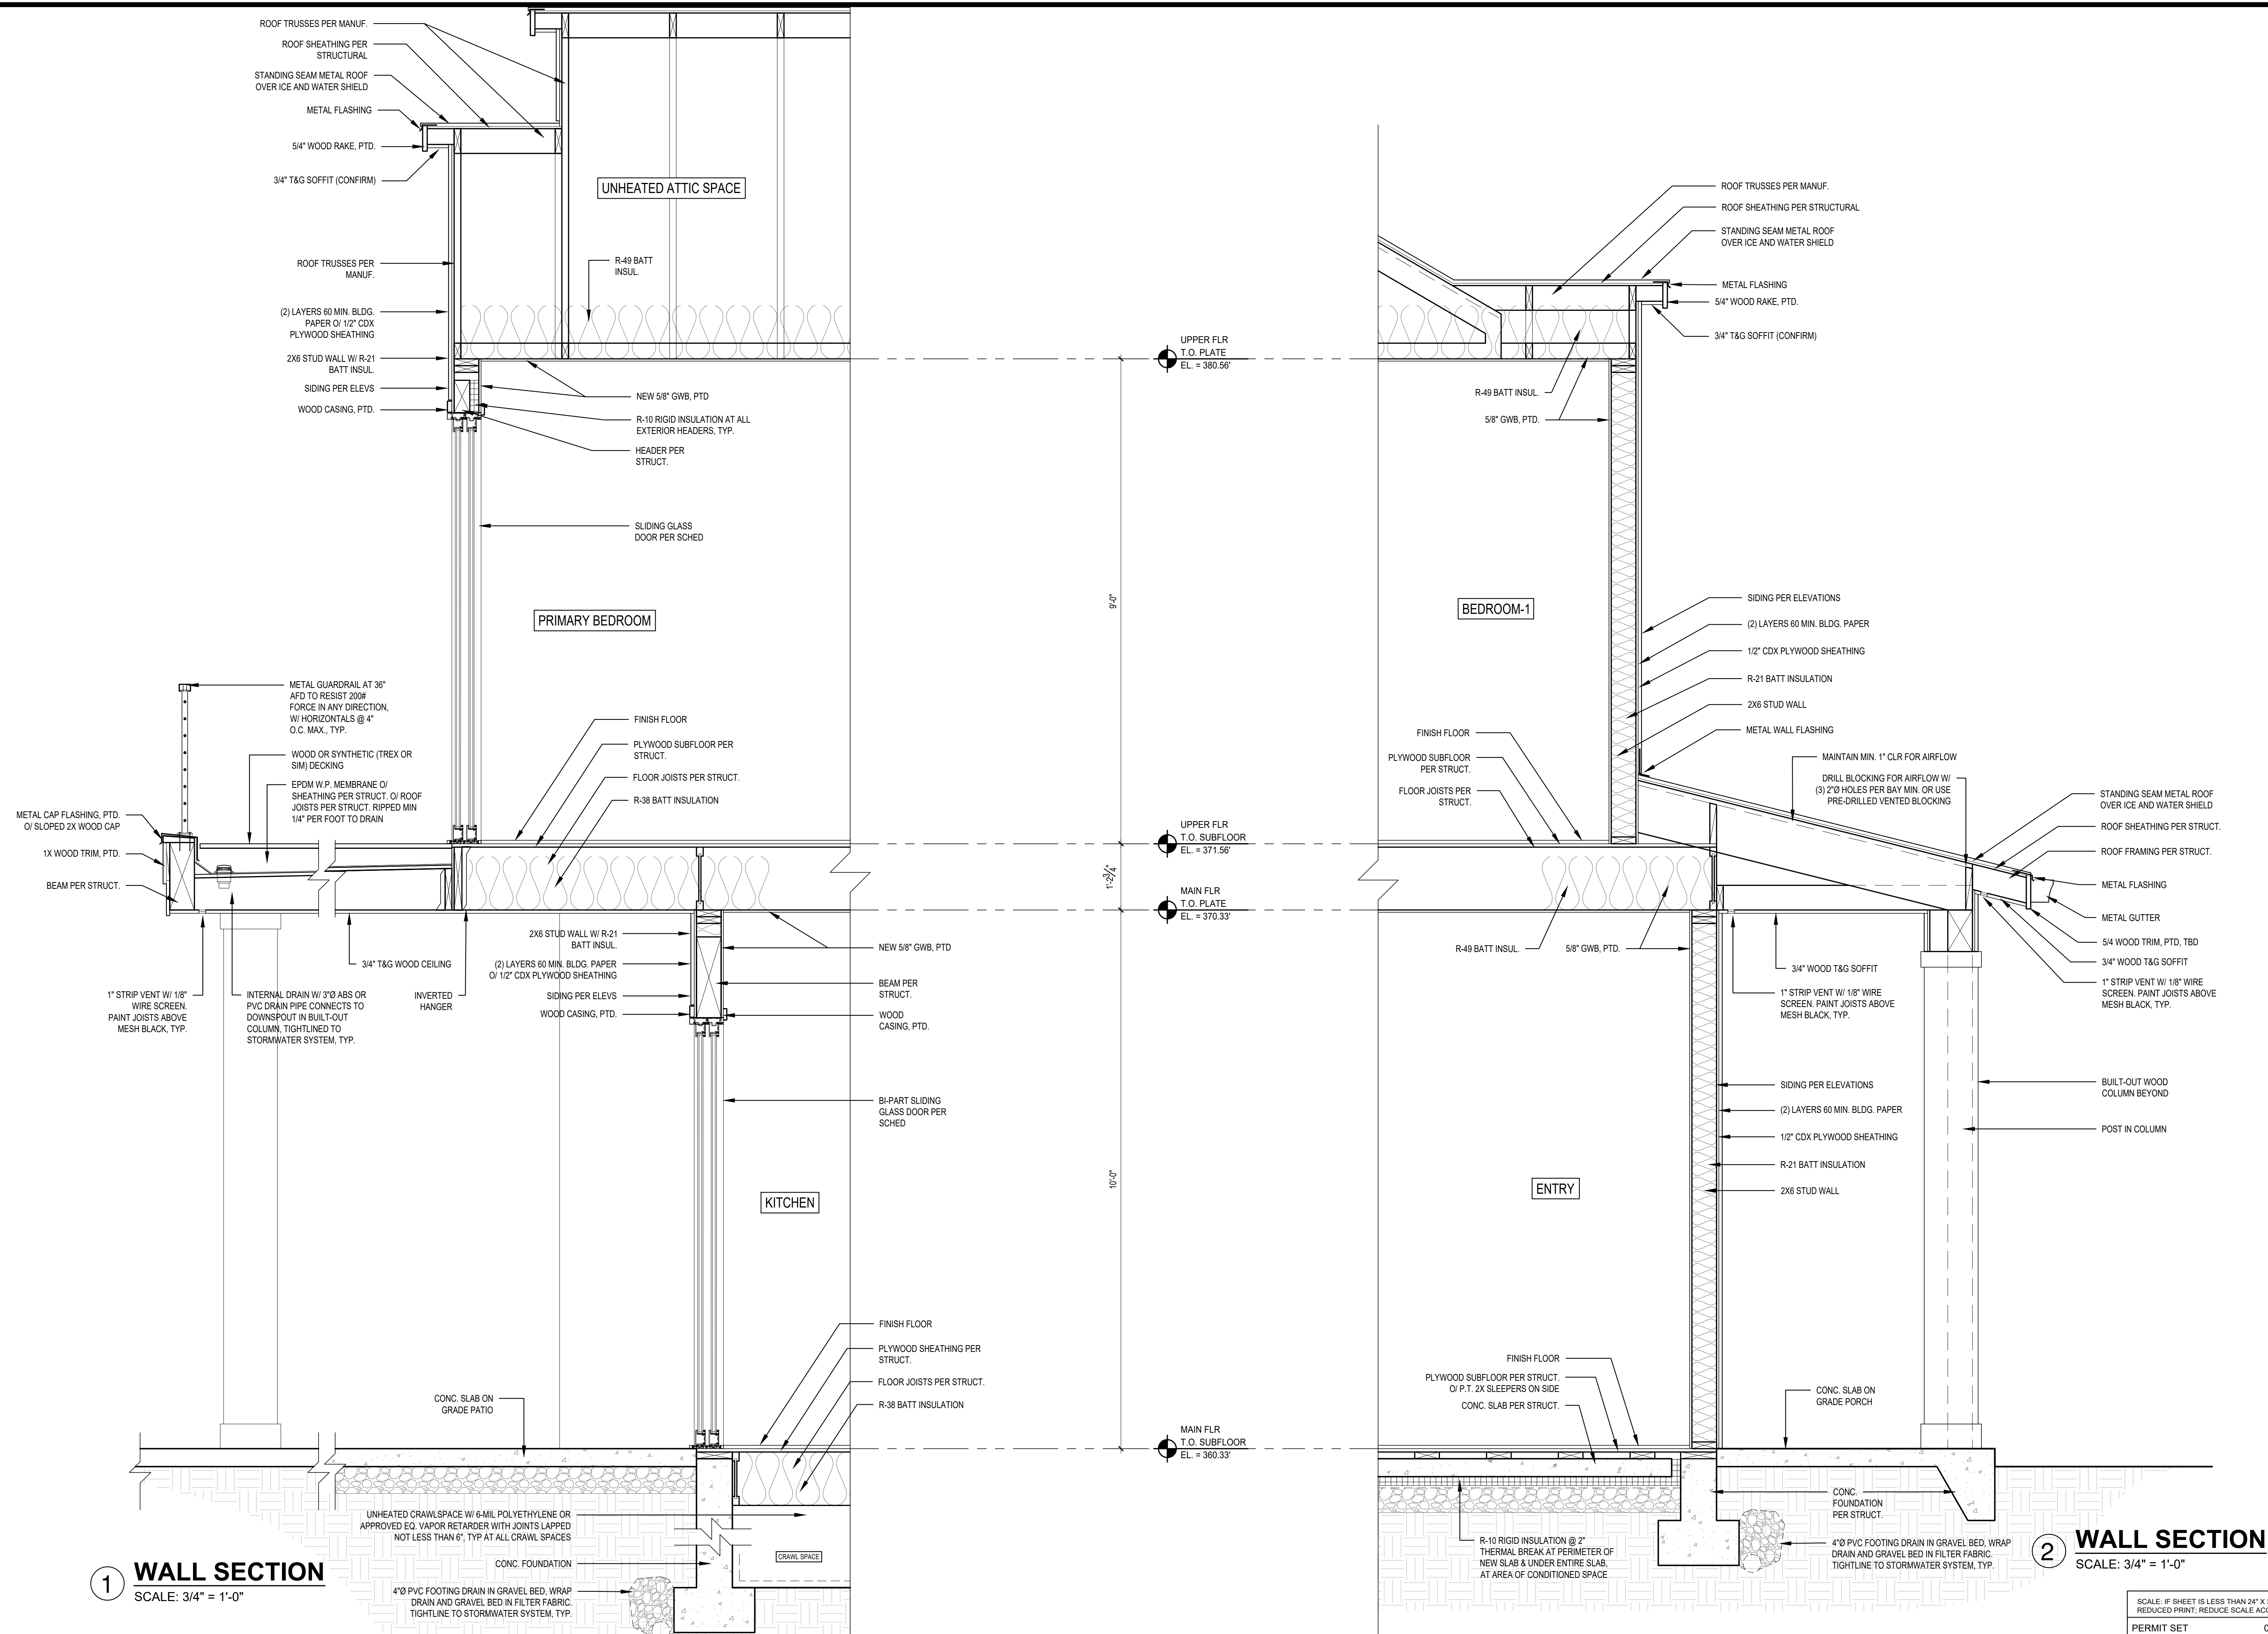 ROOF TRUSSES PER MANUF.
ROOF SHEATHING PER
STRUCTURAL
STANDING SEAM METAL ROOF
OVER ICE AND WATER SHIELD
METAL FLASHING
5/4" WOOD RAKE, PTD.
3/4" T&G SOFFIT (CONFIRM)
UNHEATED ATTIC SPACE
ROOF TRUSSES PER
MANUF.
R-49 BATT
INSUL.
(2) LAYERS 60 MIN. BLDG.
PAPER O/ 1/2" CDX
PLYWOOD SHEATHING
2X6 STUD WALL W/ R-21
BATT INSUL.
SIDING PER ELEVS
WOOD CASING, PTD.
NEW 5/8" GWB, PTD
R-10 RIGID INSULATION AT ALL
EXTERIOR HEADERS, TYP.
HEADER PER
STRUCT.
SLIDING GLASS
DOOR PER SCHED
PRIMARY BEDROOM
METAL GUARDRAIL AT 36"
AFD TO RESIST 200#
FORCE IN ANY DIRECTION,
W/ HORIZONTALS @ 4"
O.C. MAX., TYP.
WOOD OR SYNTHETIC (TREX OR
SIM) DECKING
EPDM W.P. MEMBRANE O/
SHEATHING PER STRUCT. O/ ROOF
JOISTS PER STRUCT. RIPPED MIN
1/4" PER FOOT TO DRAIN
METAL CAP FLASHING, PTD.
O/ SLOPED 2X WOOD CAP
1X WOOD TRIM, PTD.
BEAM PER STRUCT.
FINISH FLOOR
PLYWOOD SUBFLOOR PER
STRUCT.
FLOOR JOISTS PER STRUCT.
R-38 BATT INSULATION
2X6 STUD WALL W/ R-21
BATT INSUL.
(2) LAYERS 60 MIN. BLDG. PAPER
O/ 1/2" CDX PLYWOOD SHEATHING
SIDING PER ELEVS
WOOD CASING, PTD.
3/4" T&G WOOD CEILING
1" STRIP VENT W/ 1/8"
WIRE SCREEN.
PAINT JOISTS ABOVE
MESH BLACK, TYP.
INTERNAL DRAIN W/ 3"Ø ABS OR
PVC DRAIN PIPE CONNECTS TO
DOWNSPOUT IN BUILT-OUT
COLUMN, TIGHTLINED TO
STORMWATER SYSTEM, TYP.
INVERTED
HANGER
NEW 5/8" GWB, PTD
BEAM PER
STRUCT.
WOOD
CASING, PTD.
BI-PART SLIDING
GLASS DOOR PER
SCHED
KITCHEN
FINISH FLOOR
PLYWOOD SHEATHING PER
STRUCT.
FLOOR JOISTS PER STRUCT.
R-38 BATT INSULATION
CONC. SLAB ON
GRADE PATIO
UNHEATED CRAWLSPACE W/ 6-MIL POLYETHYLENE OR
APPROVED EQ. VAPOR RETARDER WITH JOINTS LAPPED
NOT LESS THAN 6", TYP AT ALL CRAWL SPACES
CONC. FOUNDATION
CRAWL SPACE
4"Ø PVC FOOTING DRAIN IN GRAVEL BED, WRAP
DRAIN AND GRAVEL BED IN FILTER FABRIC.
TIGHTLINE TO STORMWATER SYSTEM, TYP.
1
WALL SECTION
SCALE: 3/4" = 1'-0"
UPPER FLR
T.O. PLATE
EL. = 380.56'
9'-0"
UPPER FLR
T.O. SUBFLOOR
EL. = 371.56'
1'-2 3/4"
MAIN FLR
T.O. PLATE
EL. = 370.33'
10'-0"
MAIN FLR
T.O. SUBFLOOR
EL. = 360.33'
ROOF TRUSSES PER MANUF.
ROOF SHEATHING PER STRUCTURAL
STANDING SEAM METAL ROOF
OVER ICE AND WATER SHIELD
METAL FLASHING
5/4" WOOD RAKE, PTD.
3/4" T&G SOFFIT (CONFIRM)
R-49 BATT INSUL.
5/8" GWB, PTD.
BEDROOM-1
SIDING PER ELEVATIONS
(2) LAYERS 60 MIN. BLDG. PAPER
1/2" CDX PLYWOOD SHEATHING
R-21 BATT INSULATION
2X6 STUD WALL
METAL WALL FLASHING
FINISH FLOOR
PLYWOOD SUBFLOOR
PER STRUCT.
FLOOR JOISTS PER
STRUCT.
MAINTAIN MIN. 1" CLR FOR AIRFLOW
DRILL BLOCKING FOR AIRFLOW W/
(3) 2"Ø HOLES PER BAY MIN. OR USE
PRE-DRILLED VENTED BLOCKING
STANDING SEAM METAL ROOF
OVER ICE AND WATER SHIELD
ROOF SHEATHING PER STRUCT.
ROOF FRAMING PER STRUCT.
METAL FLASHING
METAL GUTTER
5/4 WOOD TRIM, PTD, TBD
3/4" WOOD T&G SOFFIT
1" STRIP VENT W/ 1/8" WIRE
SCREEN. PAINT JOISTS ABOVE
MESH BLACK, TYP.
R-49 BATT INSUL.
5/8" GWB, PTD.
3/4" WOOD T&G SOFFIT
1" STRIP VENT W/ 1/8" WIRE
SCREEN. PAINT JOISTS ABOVE
MESH BLACK, TYP.
SIDING PER ELEVATIONS
(2) LAYERS 60 MIN. BLDG. PAPER
1/2" CDX PLYWOOD SHEATHING
R-21 BATT INSULATION
2X6 STUD WALL
BUILT-OUT WOOD
COLUMN BEYOND
POST IN COLUMN
ENTRY
FINISH FLOOR
PLYWOOD SUBFLOOR PER STRUCT.
O/ P.T. 2X SLEEPERS ON SIDE
CONC. SLAB PER STRUCT.
CONC. SLAB ON
GRADE PORCH
CONC.
FOUNDATION
PER STRUCT.
R-10 RIGID INSULATION @ 2"
THERMAL BREAK AT PERIMETER OF
NEW SLAB & UNDER ENTIRE SLAB,
AT AREA OF CONDITIONED SPACE
4"Ø PVC FOOTING DRAIN IN GRAVEL BED, WRAP
DRAIN AND GRAVEL BED IN FILTER FABRIC.
TIGHTLINE TO STORMWATER SYSTEM, TYP.
2
WALL SECTION
SCALE: 3/4" = 1'-0"
SCALE: IF SHEET IS LESS THAN 24" X
REDUCED PRINT; REDUCE SCALE
PERMIT SET